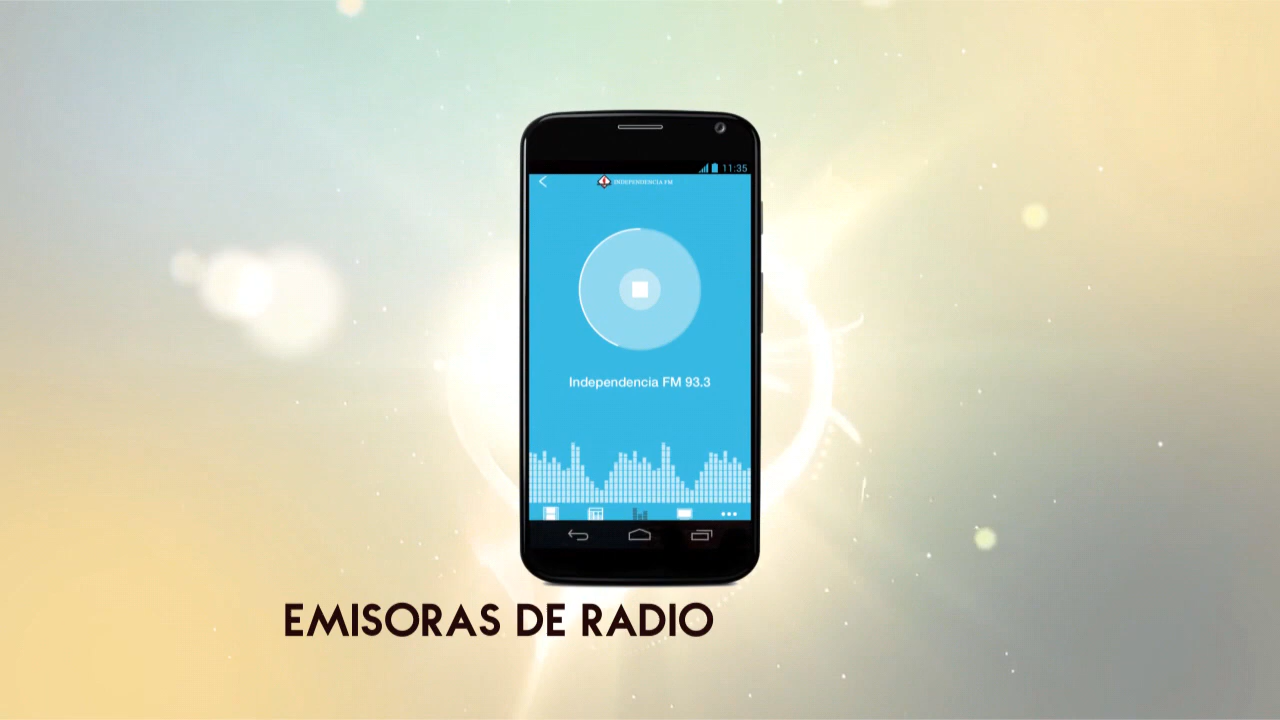 11:35
INDEPENDENCIA FM
Independencia FM 93.3
EMISORAS DE RADIO